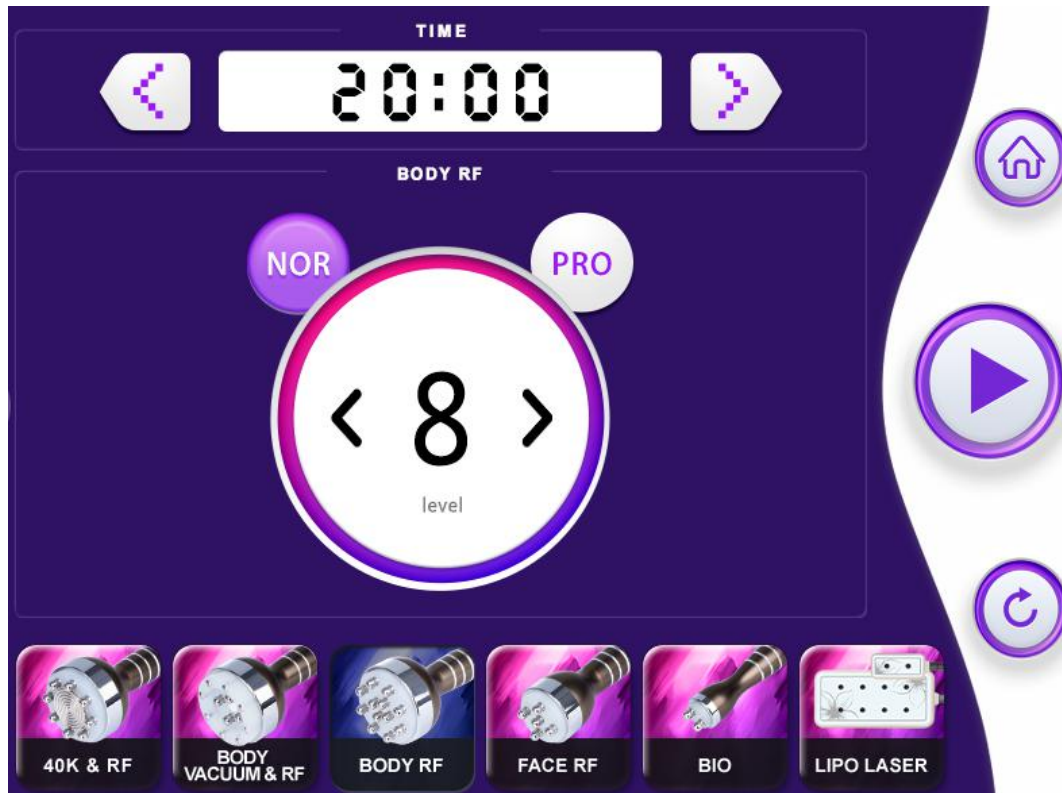 TIME
20:00
BODY RF
NOR
PRO
8
level
40K & RF
BODY
VACUUM & RF
BODY RF
FACE RF
BIO
LIPO LASER